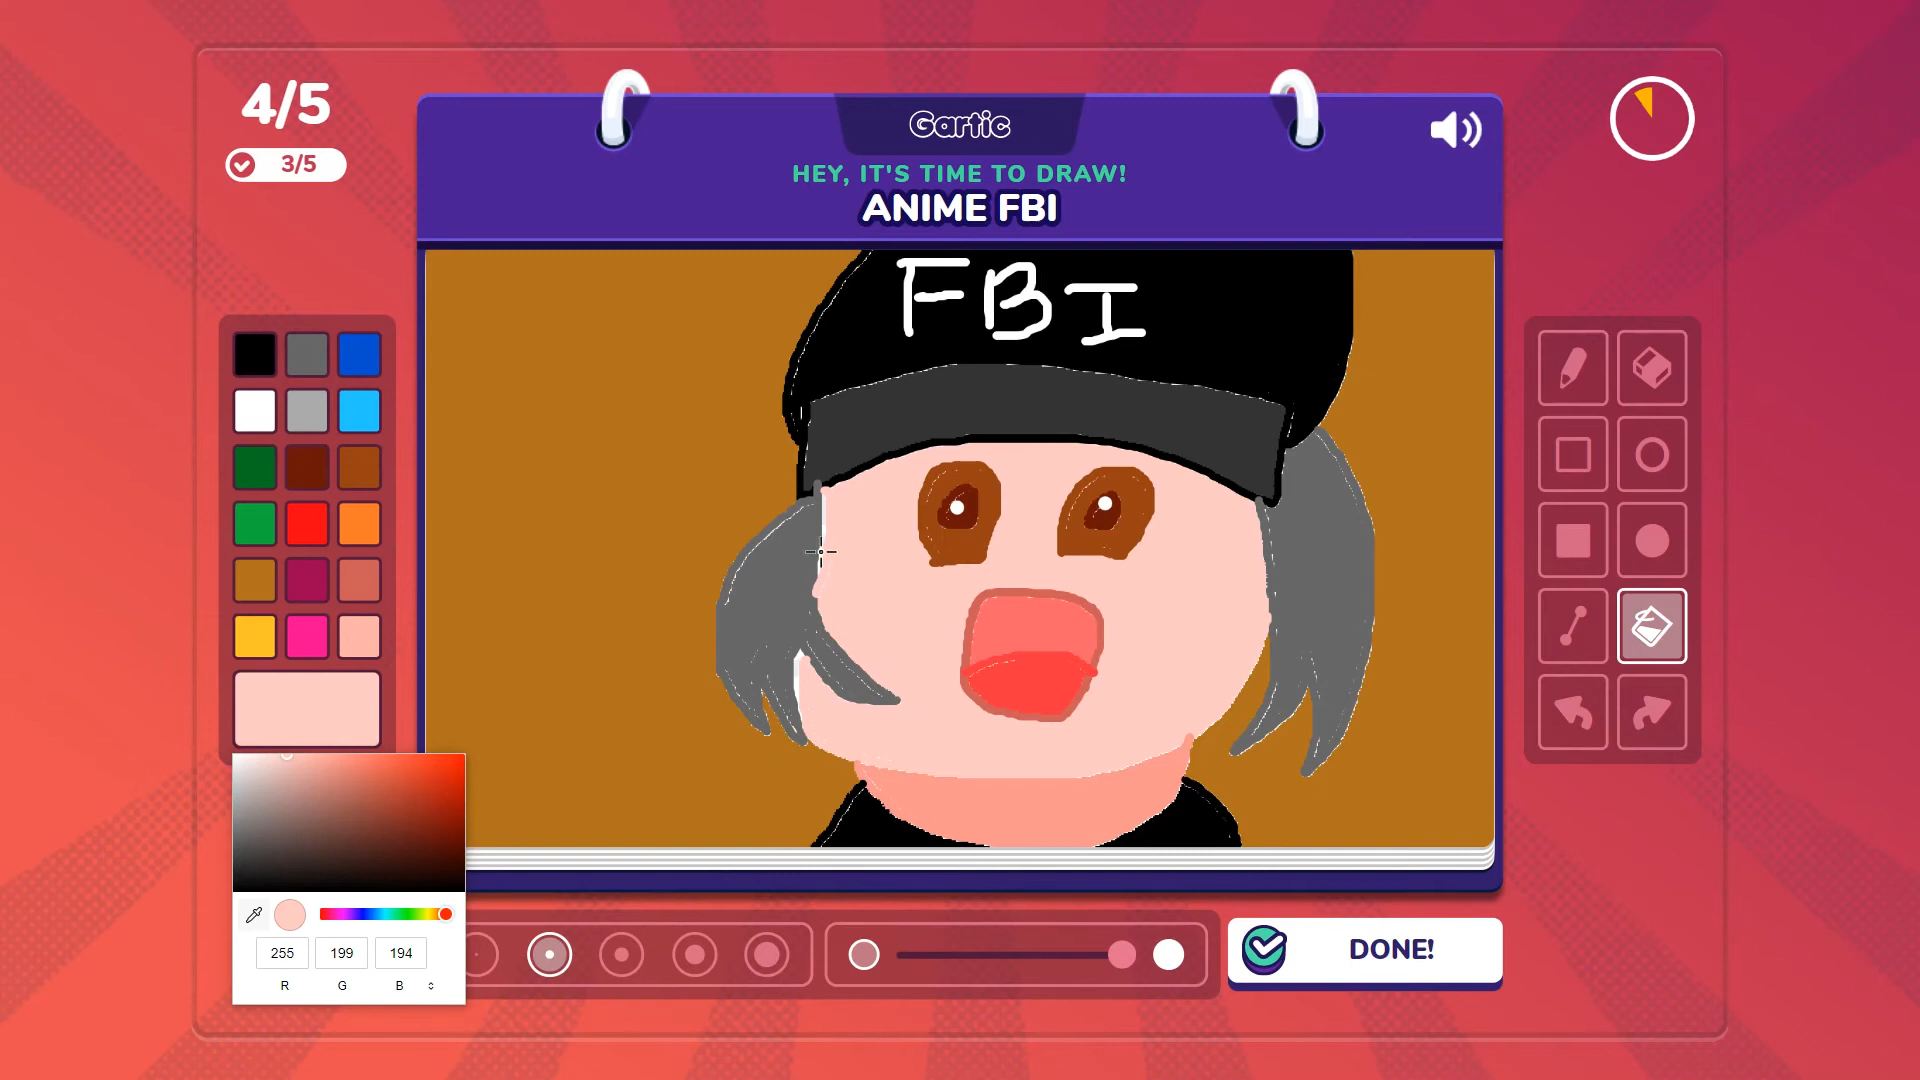 4/5
3/5
Gartic
HEY, IT'S TIME TO DRAW!
ANIME FBI
FBI
255 199 194
R G B
DONE!